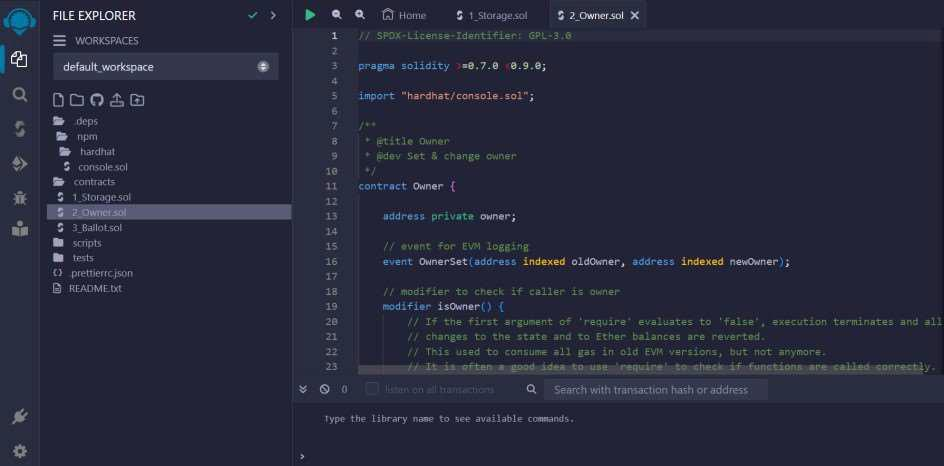 FILE EXPLORER
WORKSPACES
default_workspace
.deps
npm
hardhat
console.sol
contracts
1_Storage.sol
2_Owner.sol
3_Ballot.sol
scripts
tests
.prettierrc.json
README.txt
Home
1_Storage.sol
2_Owner.sol
1 // SPDX-License-Identifier: GPL-3.0
2
3 pragma solidity >=0.7.0 <0.9.0;
4
5 import "hardhat/console.sol";
6
7 /**
8 * @title Owner
9 * @dev Set & change owner
10 */
11 contract Owner {
12
13 address private owner;
14
15 // event for EVM logging
16 event OwnerSet(address indexed oldOwner, address indexed newOwner);
17
18 // modifier to check if caller is owner
19 modifier isOwner() {
20 // If the first argument of 'require' evaluates to 'false', execution terminates and all
21 // changes to the state and to Ether balances are reverted.
22 // This used to consume all gas in old EVM versions, but not anymore.
23 // It is often a good idea to use 'require' to check if functions are called correctly.
0 listen on all transactions Search with transaction hash or address
Type the library name to see available commands.
>